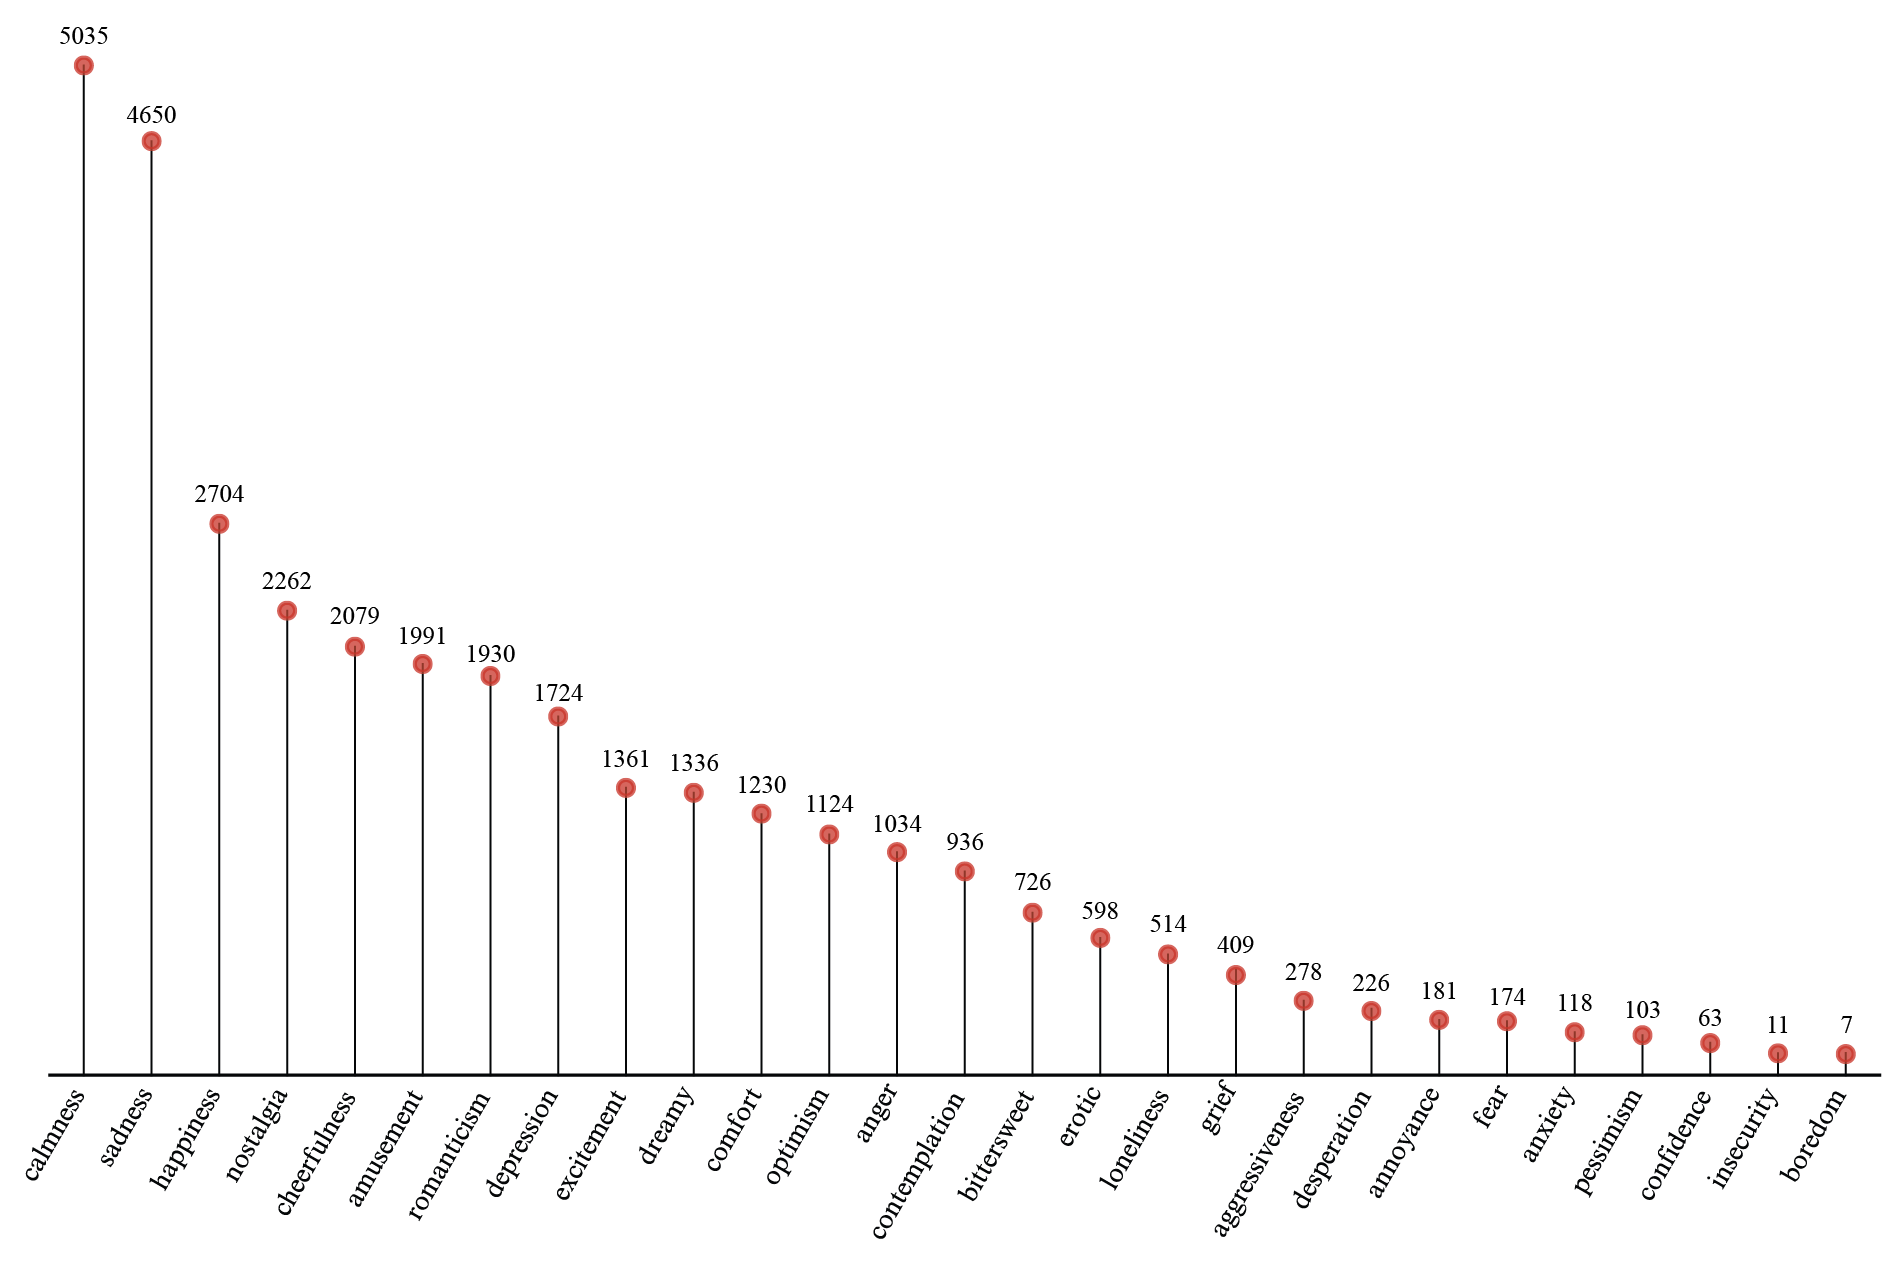 5035
4650
2704
2262
2079
1991
1930
1724
1361
1336
1230
1124
1034
936
726
598
514
409
278
226
181
174
118
103
63
11
7
calmness
sadness
happiness
nostalgia
cheerfulness
amusement
romanticism
depression
excitement
dreamy
comfort
optimism
anger
contemplation
bittersweet
erotic
loneliness
grief
aggressiveness
desperation
annoyance
fear
anxiety
pessimism
confidence
insecurity
boredom